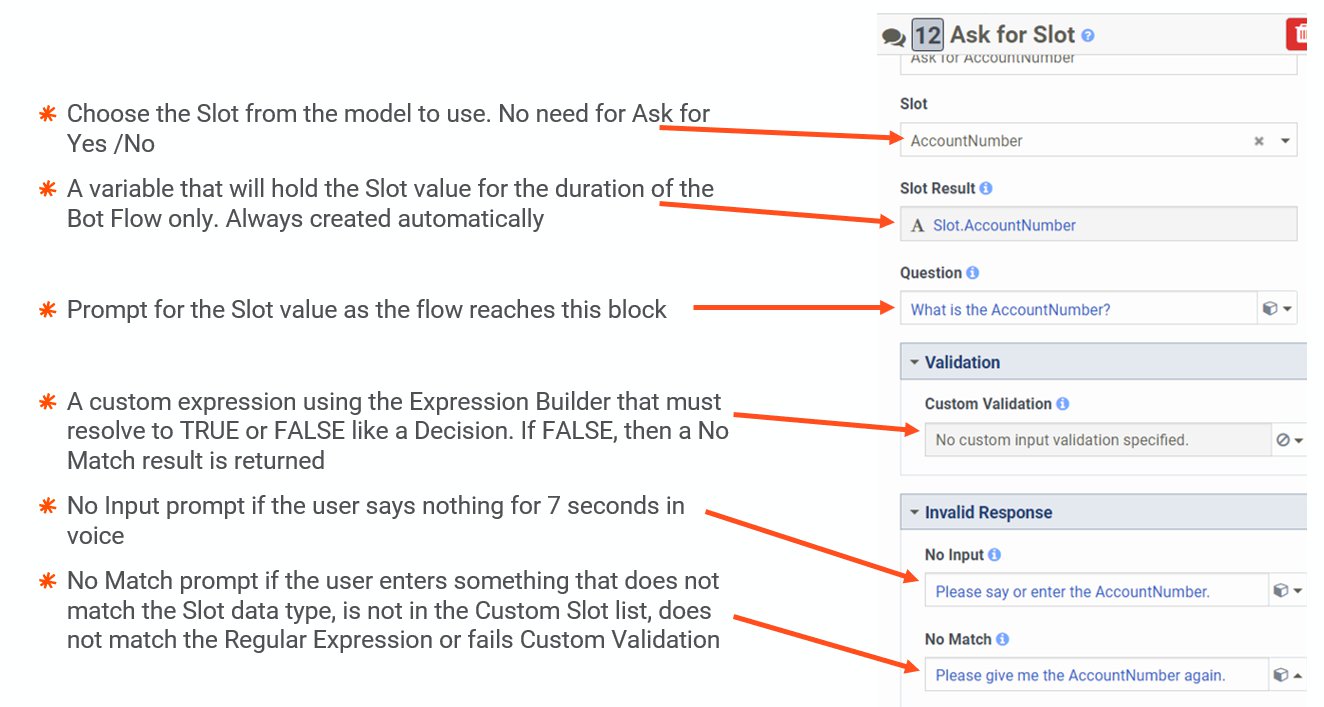 12 Ask for Slot
Ask for AccountNumber
Choose the Slot from the model to use. No need for Ask for
Yes /No
Slot
AccountNumber
A variable that will hold the Slot value for the duration of the
Bot Flow only. Always created automatically
Slot Result
A Slot.AccountNumber
Prompt for the Slot value as the flow reaches this block
Question
What is the AccountNumber?
Validation
A custom expression using the Expression Builder that must
resolve to TRUE or FALSE like a Decision. If FALSE, then a No
Match result is returned
Custom Validation
No custom input validation specified.
No Input prompt if the user says nothing for 7 seconds in
voice
Invalid Response
No Input
Please say or enter the AccountNumber.
No Match prompt if the user enters something that does not
match the Slot data type, is not in the Custom Slot list, does
not match the Regular Expression or fails Custom Validation
No Match
Please give me the AccountNumber again.